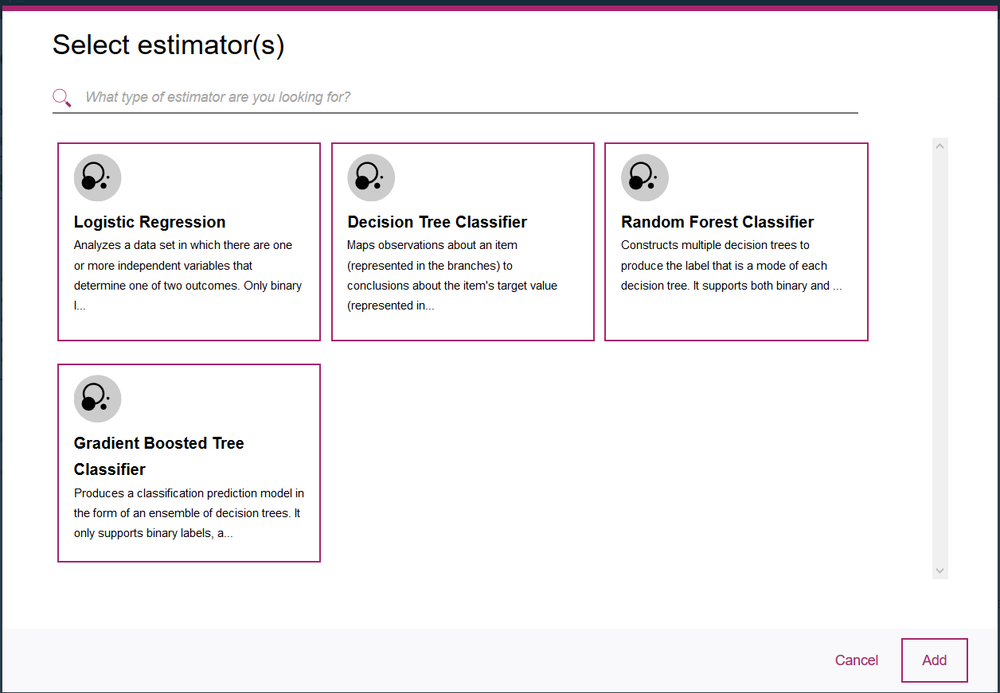 Select estimator(s)
What type of estimator are you looking for?
Logistic Regression
Analyzes a data set in which there are one
or more independent variables that
determine one of two outcomes. Only binary
l...
Decision Tree Classifier
Maps observations about an item
(represented in the branches) to
conclusions about the item's target value
(represented in...
Random Forest Classifier
Constructs multiple decision trees to
produce the label that is a mode of each
decision tree. It supports both binary and ...
Gradient Boosted Tree
Classifier
Produces a classification prediction model in
the form of an ensemble of decision trees. It
only supports binary labels, a...
Cancel
Add